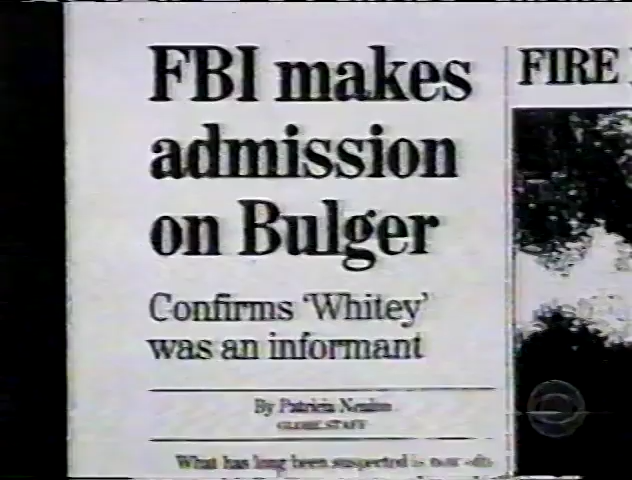 FBI makes
admission
on Bulger
Confirms 'Whitey'
was an informant
By Patricia Nealon
GLOBE STAFF
What has long been suspected is now
FIRE